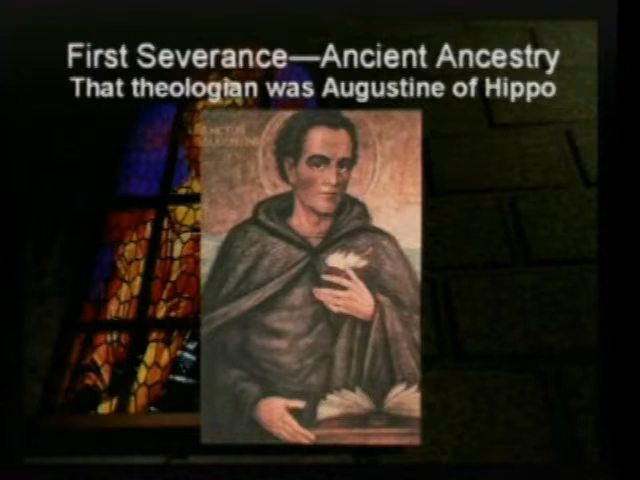 First Severance—Ancient Ancestry
That theologian was Augustine of Hippo